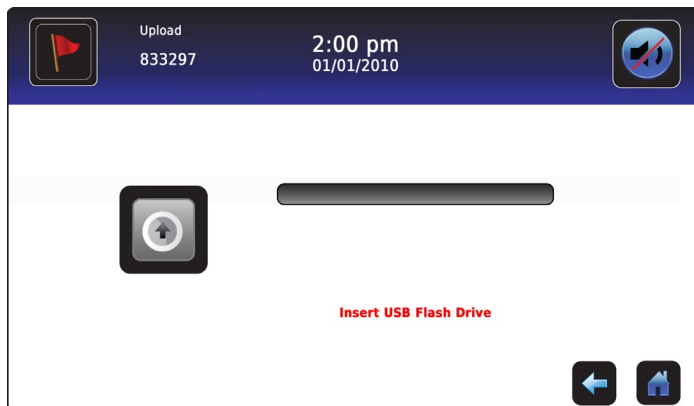 Upload
833297
2:00 pm
01/01/2010
Insert USB Flash Drive